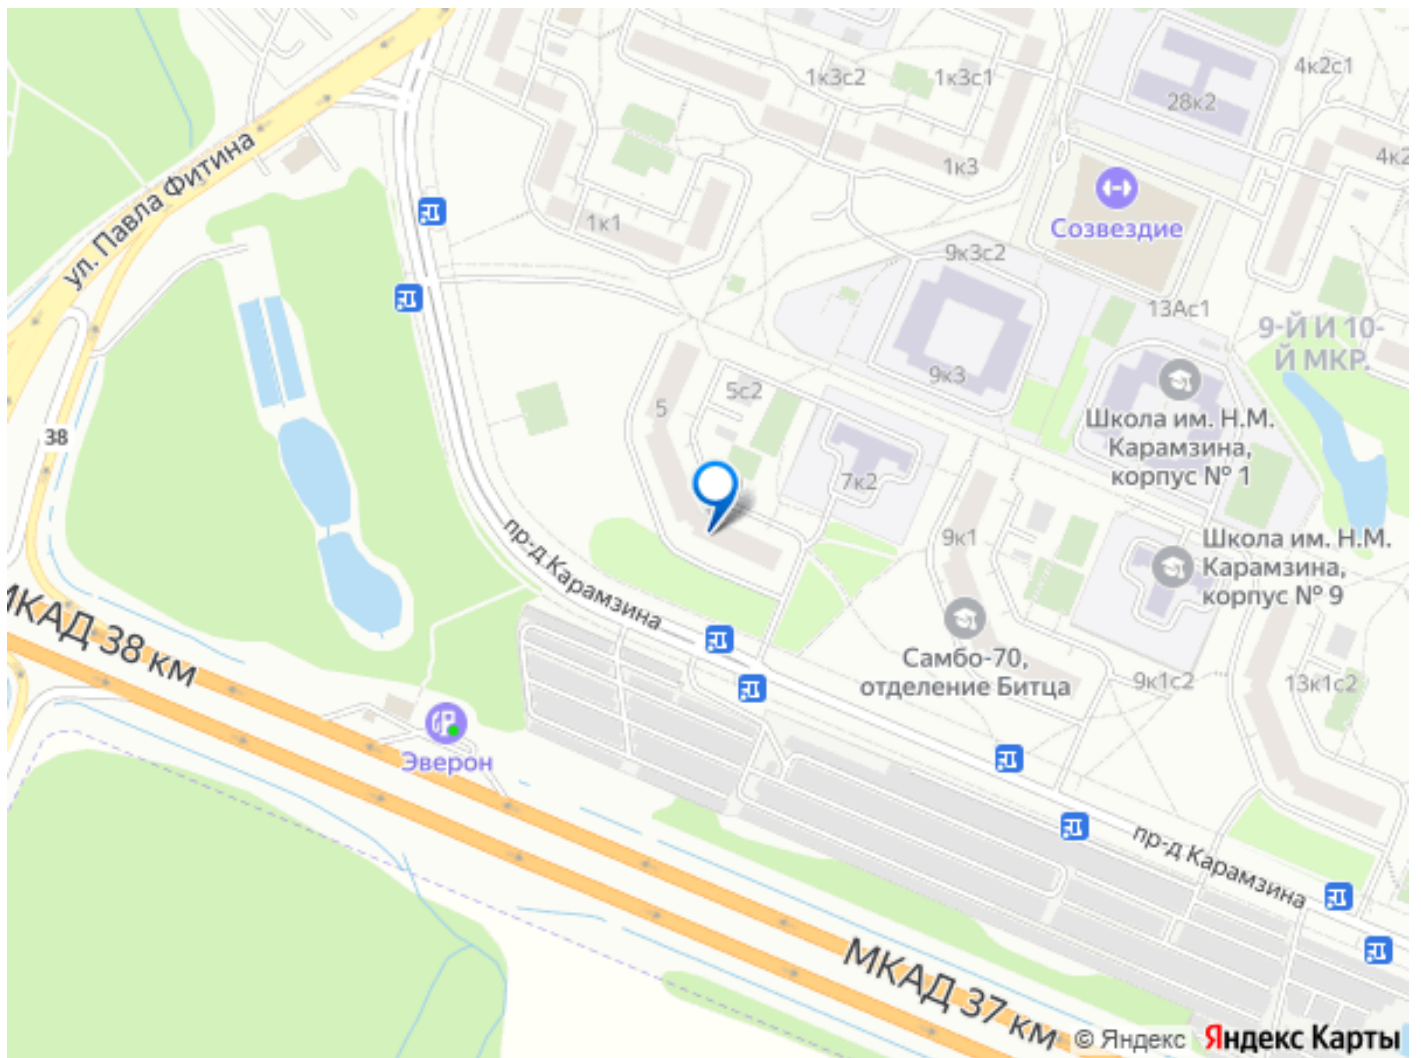 1к3с2
1к3с1
4к2с1
28к2
ул. Павла Фитина
1к3
4к2
1к1
Созвездие
9к3с2
13Ас1
9-Й И 10-
Й МКР.
9к3
5с2
5
Школа им. Н.М.
Карамзина,
корпус № 1
38
7к2
пр-д Карамзина
9к1
Школа им. Н.М.
Карамзина,
корпус № 9
МКАД 38 км
Самбо-70,
отделение Битца
9к1с2
13к1с2
Эверон
пр-д Карамзина
МКАД 37 км
© Яндекс Яндекс Карты